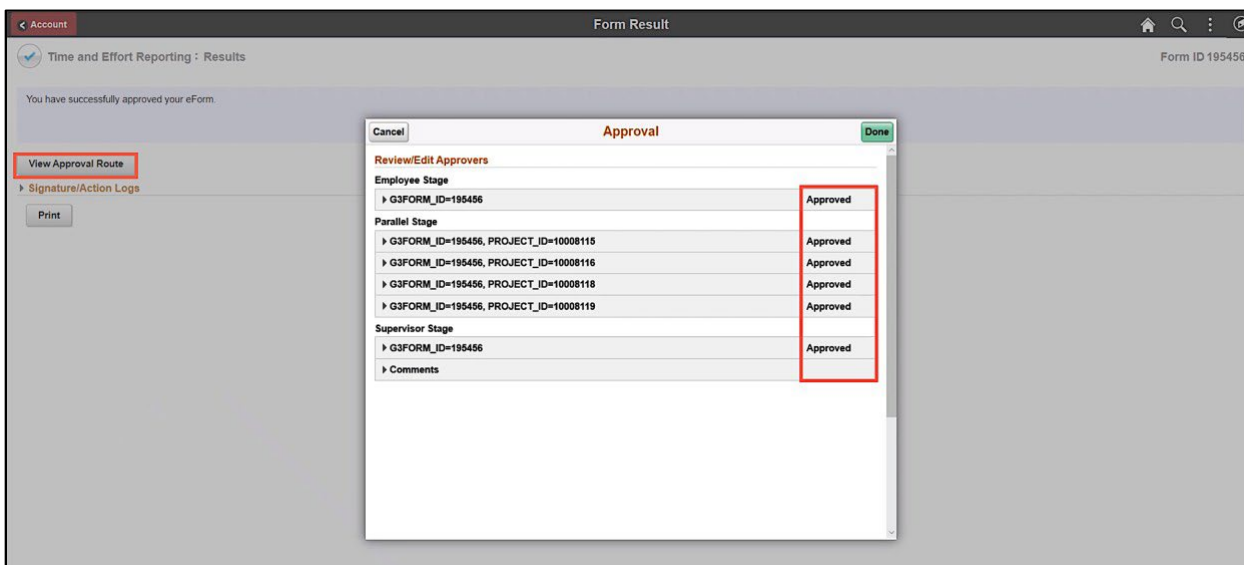 Account
Form Result
Time and Effort Reporting : Results
Form ID 195456
You have successfully approved your eForm.
View Approval Route
Signature/Action Logs
Print
Cancel
Approval
Done
Review/Edit Approvers
Employee Stage
G3FORM_ID=195456 Approved
Parallel Stage
G3FORM_ID=195456, PROJECT_ID=10008115 Approved
G3FORM_ID=195456, PROJECT_ID=10008116 Approved
G3FORM_ID=195456, PROJECT_ID=10008118 Approved
G3FORM_ID=195456, PROJECT_ID=10008119 Approved
Supervisor Stage
G3FORM_ID=195456 Approved
Comments